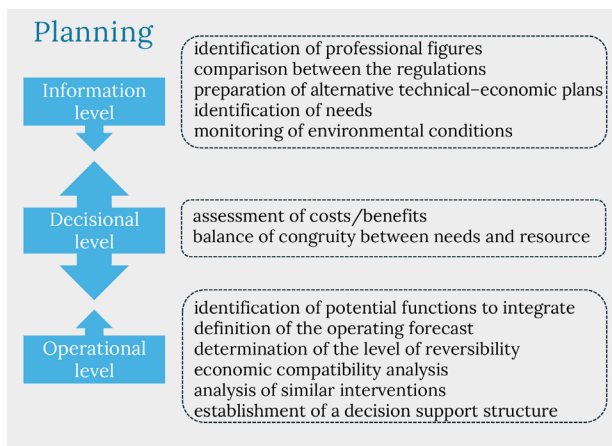 Planning
Information
level
identification of professional figures
comparison between the regulations
preparation of alternative technical–economic plans
identification of needs
monitoring of environmental conditions
Decisional
level
assessment of costs/benefits
balance of congruity between needs and resource
Operational
level
identification of potential functions to integrate
definition of the operating forecast
determination of the level of reversibility
economic compatibility analysis
analysis of similar interventions
establishment of a decision support structure